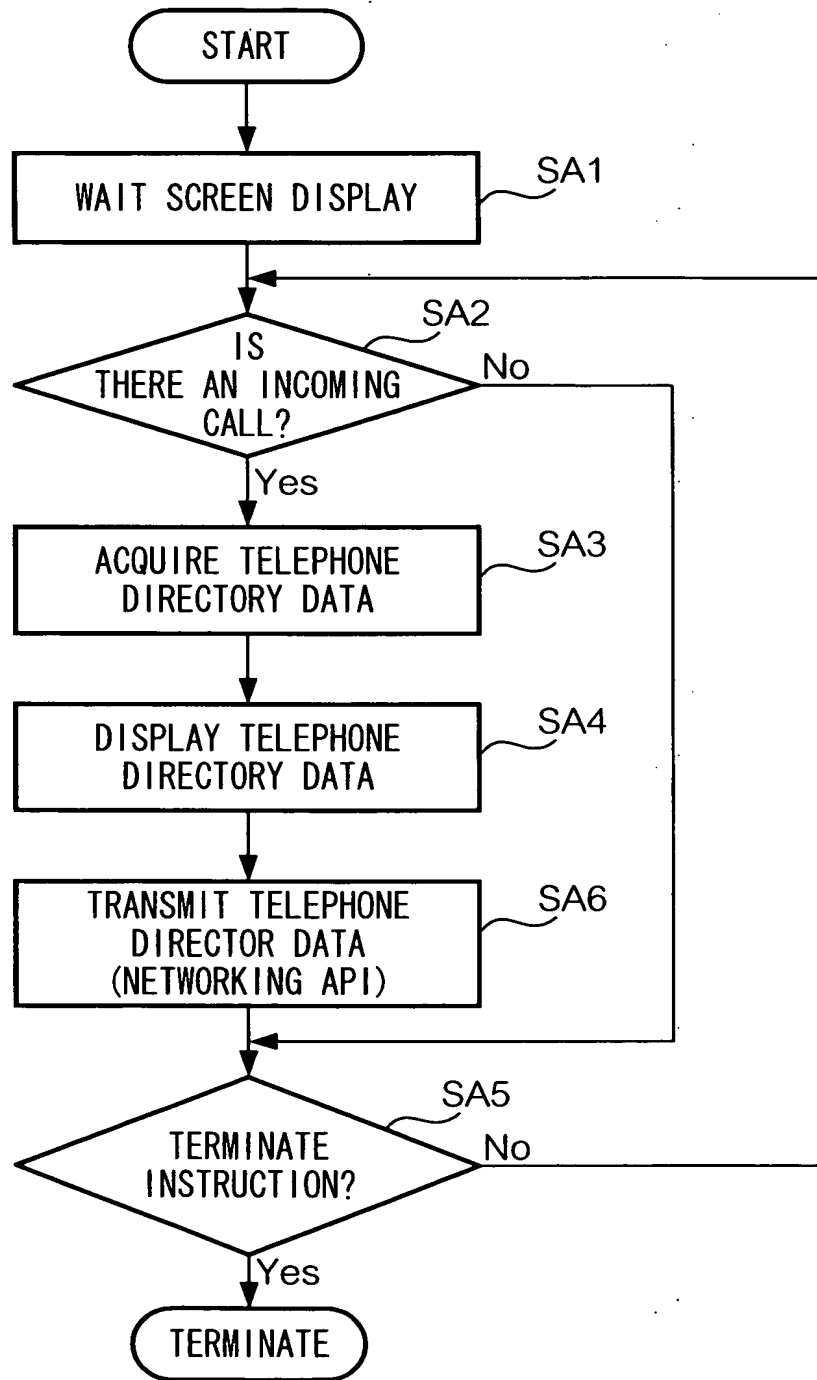 START
WAIT SCREEN DISPLAY
SA1
SA2
IS
THERE AN INCOMING
CALL?
No
Yes
ACQUIRE TELEPHONE
DIRECTORY DATA
SA3
DISPLAY TELEPHONE
DIRECTORY DATA
SA4
TRANSMIT TELEPHONE
DIRECTOR DATA
(NETWORKING API)
SA6
SA5
TERMINATE
INSTRUCTION?
No
Yes
TERMINATE